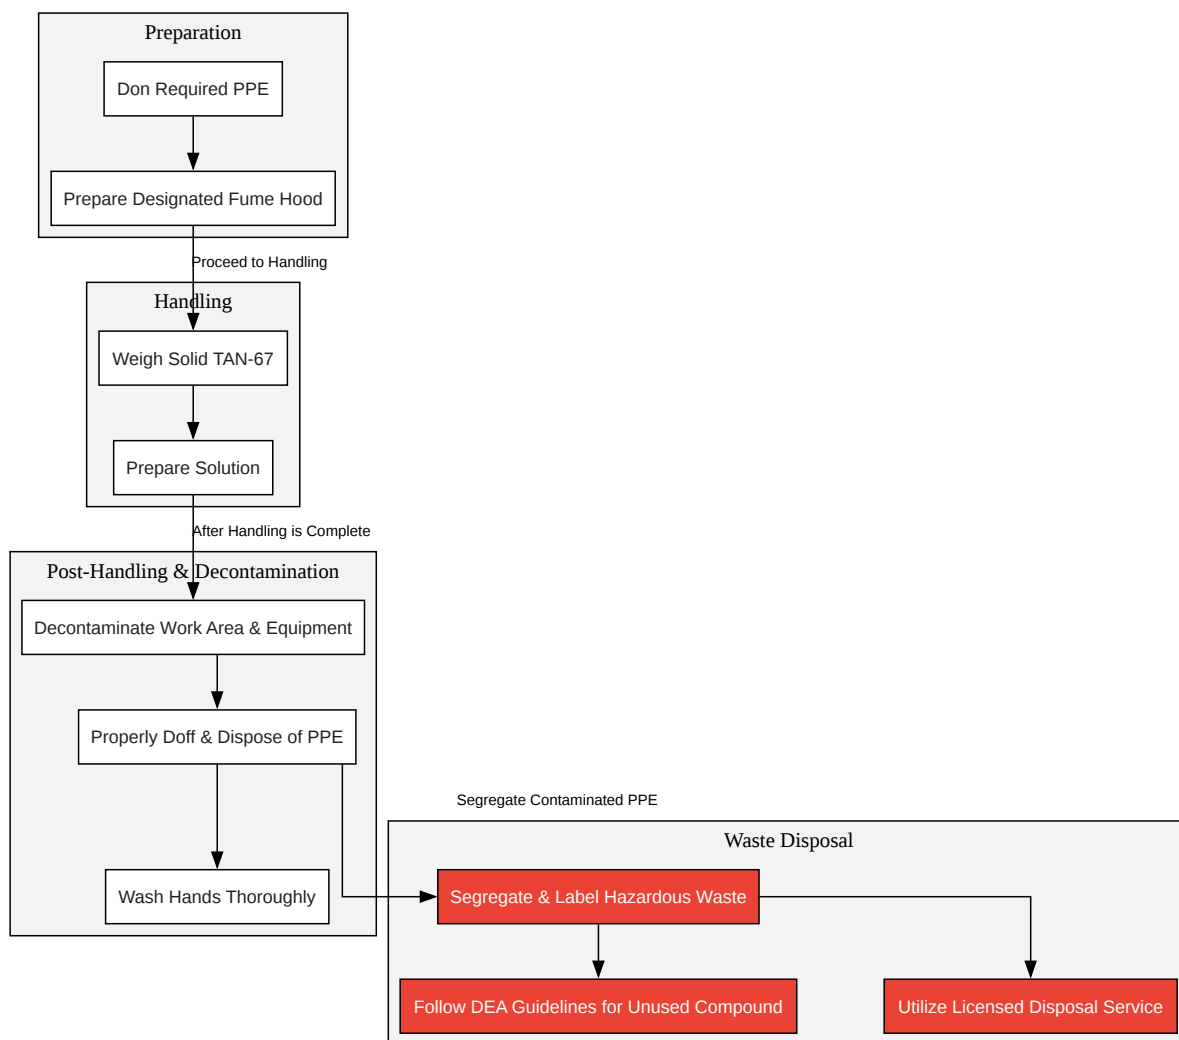 Preparation
Don Required PPE
Prepare Designated Fume Hood
Proceed to Handling
Handling
Weigh Solid TAN-67
Prepare Solution
After Handling is Complete
Post-Handling & Decontamination
Decontaminate Work Area & Equipment
Properly Doff & Dispose of PPE
Segregate Contaminated PPE
Waste Disposal
Wash Hands Thoroughly
Segregate & Label Hazardous Waste
Follow DEA Guidelines for Unused Compound
Utilize Licensed Disposal Service